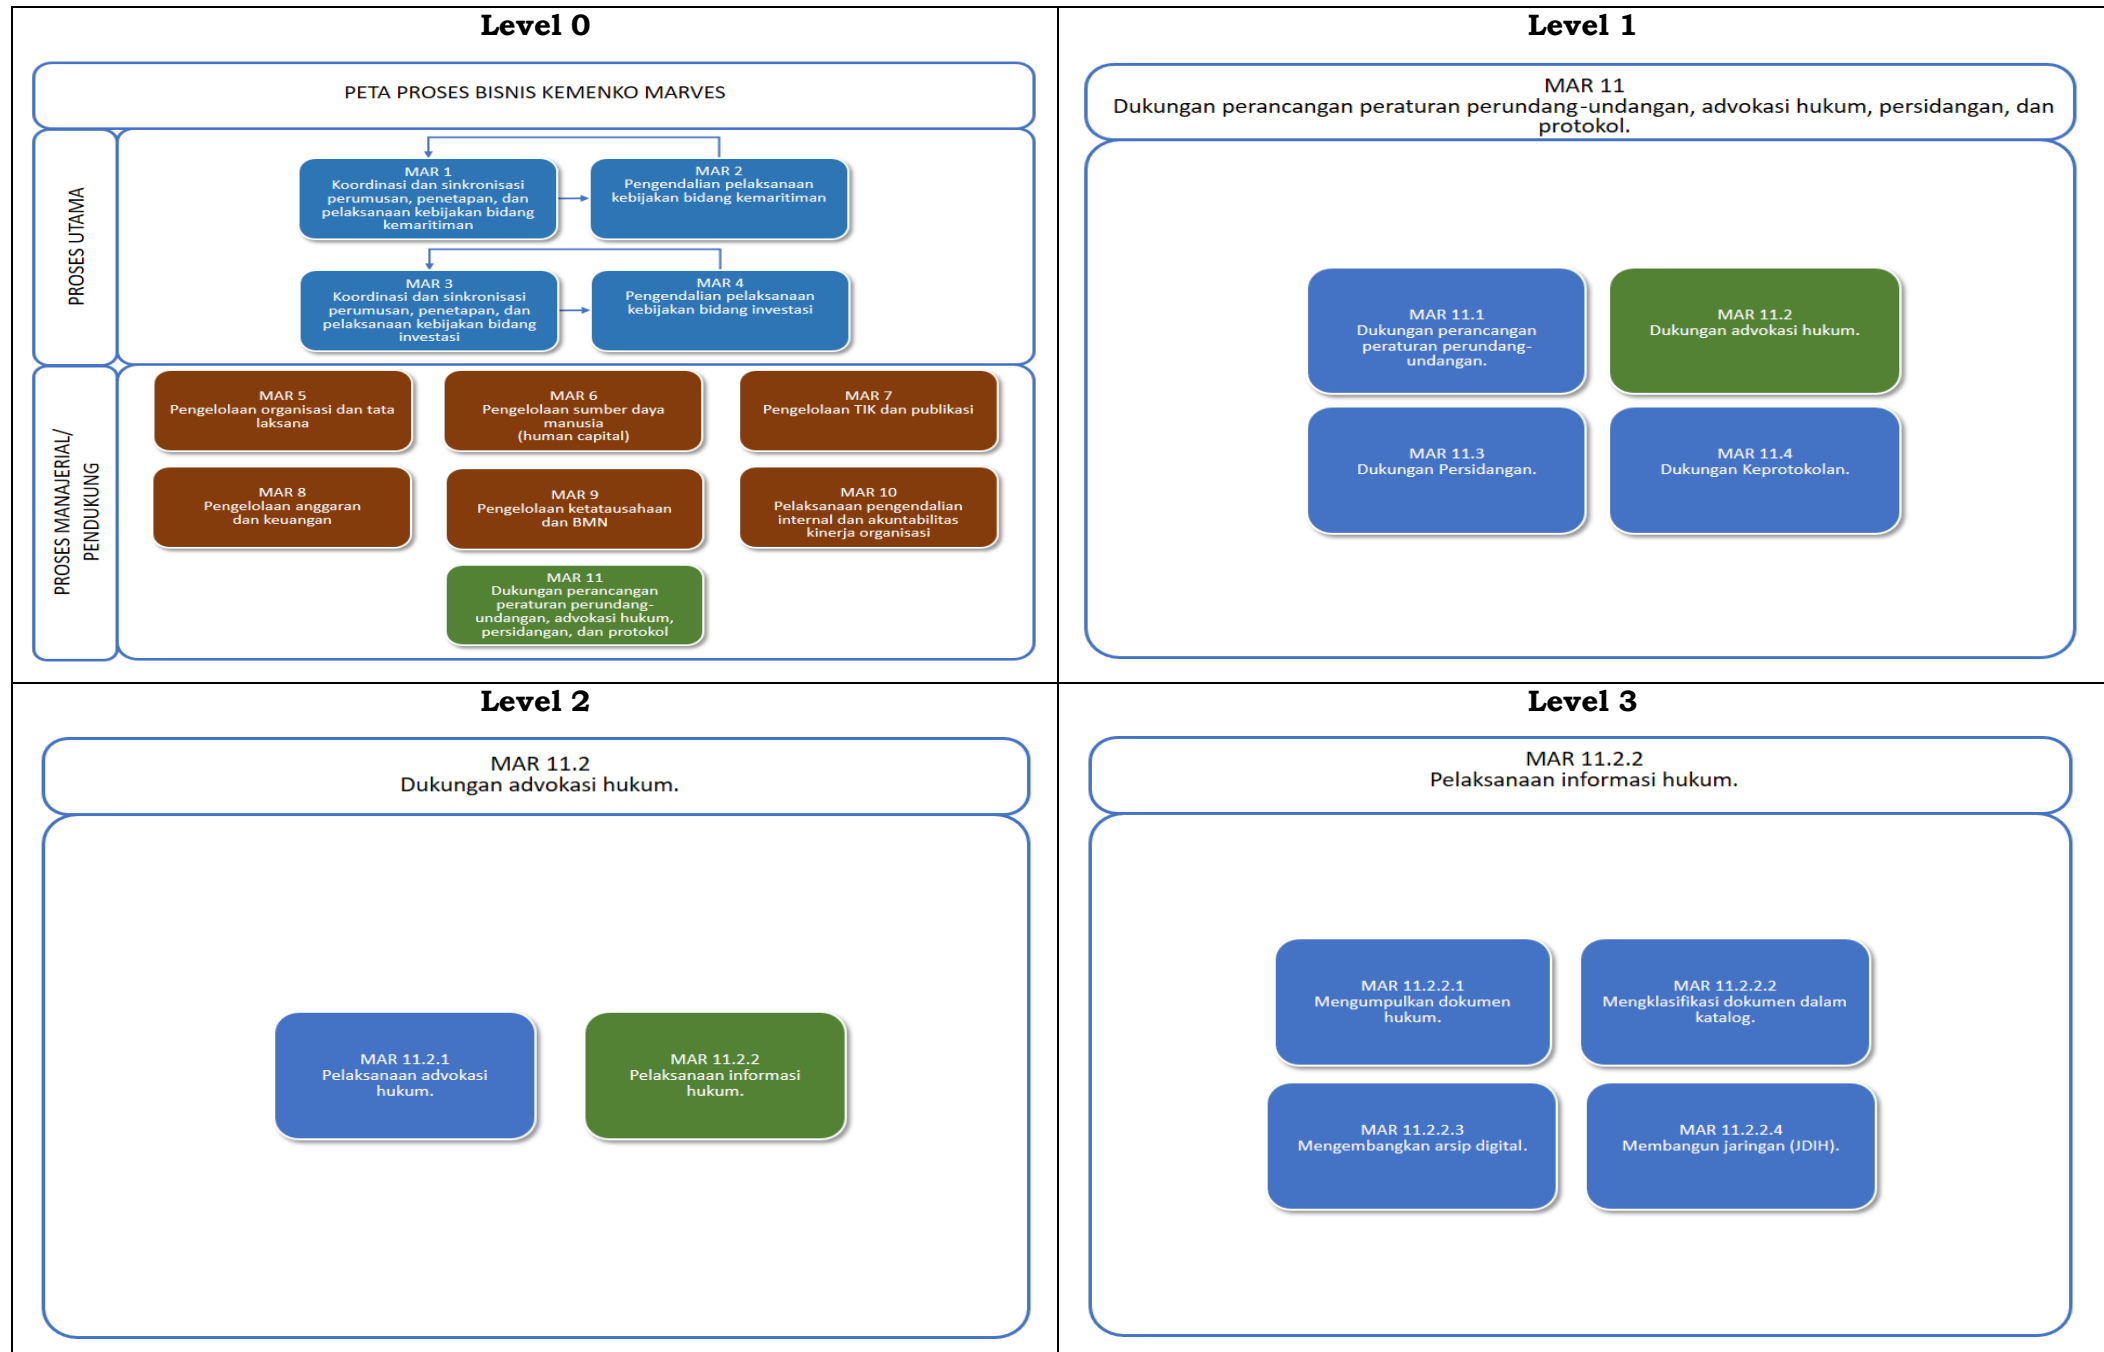 Level 0
PETA PROSES BISNIS KEMENKO MARVES
PROSES UTAMA
MAR 1
Koordinasi dan sinkronisasi
perumusan, penetapan, dan
pelaksanaan kebijakan bidang
kemaritiman
MAR 2
Pengendalian pelaksanaan
kebijakan bidang kemaritiman
MAR 3
Koordinasi dan sinkronisasi
perumusan, penetapan, dan
pelaksanaan kebijakan bidang
investasi
MAR 4
Pengendalian pelaksanaan
kebijakan bidang investasi
PROSES MANAJERIAL/
PENDUKUNG
MAR 5
Pengelolaan organisasi dan tata
laksana
MAR 6
Pengelolaan sumber daya
manusia
(human capital)
MAR 7
Pengelolaan TIK dan publikasi
MAR 8
Pengelolaan anggaran
dan keuangan
MAR 9
Pengelolaan ketatausahaan
dan BMN
MAR 10
Pelaksanaan pengendalian
internal dan akuntabilitas
kinerja organisasi
MAR 11
Dukungan perancangan
peraturan perundang-
undangan, advokasi hukum,
persidangan, dan protokol
Level 1
MAR 11
Dukungan perancangan peraturan perundang-undangan, advokasi hukum, persidangan, dan
protokol.
MAR 11.1
Dukungan perancangan
peraturan perundang-
undangan.
MAR 11.2
Dukungan advokasi hukum.
MAR 11.3
Dukungan Persidangan.
MAR 11.4
Dukungan Keprotokolan.
Level 2
MAR 11.2
Dukungan advokasi hukum.
MAR 11.2.1
Pelaksanaan advokasi
hukum.
MAR 11.2.2
Pelaksanaan informasi
hukum.
Level 3
MAR 11.2.2
Pelaksanaan informasi hukum.
MAR 11.2.2.1
Mengumpulkan dokumen
hukum.
MAR 11.2.2.2
Mengklasifikasi dokumen dalam
katalog.
MAR 11.2.2.3
Mengembangkan arsip digital.
MAR 11.2.2.4
Membangun jaringan (JDIH).